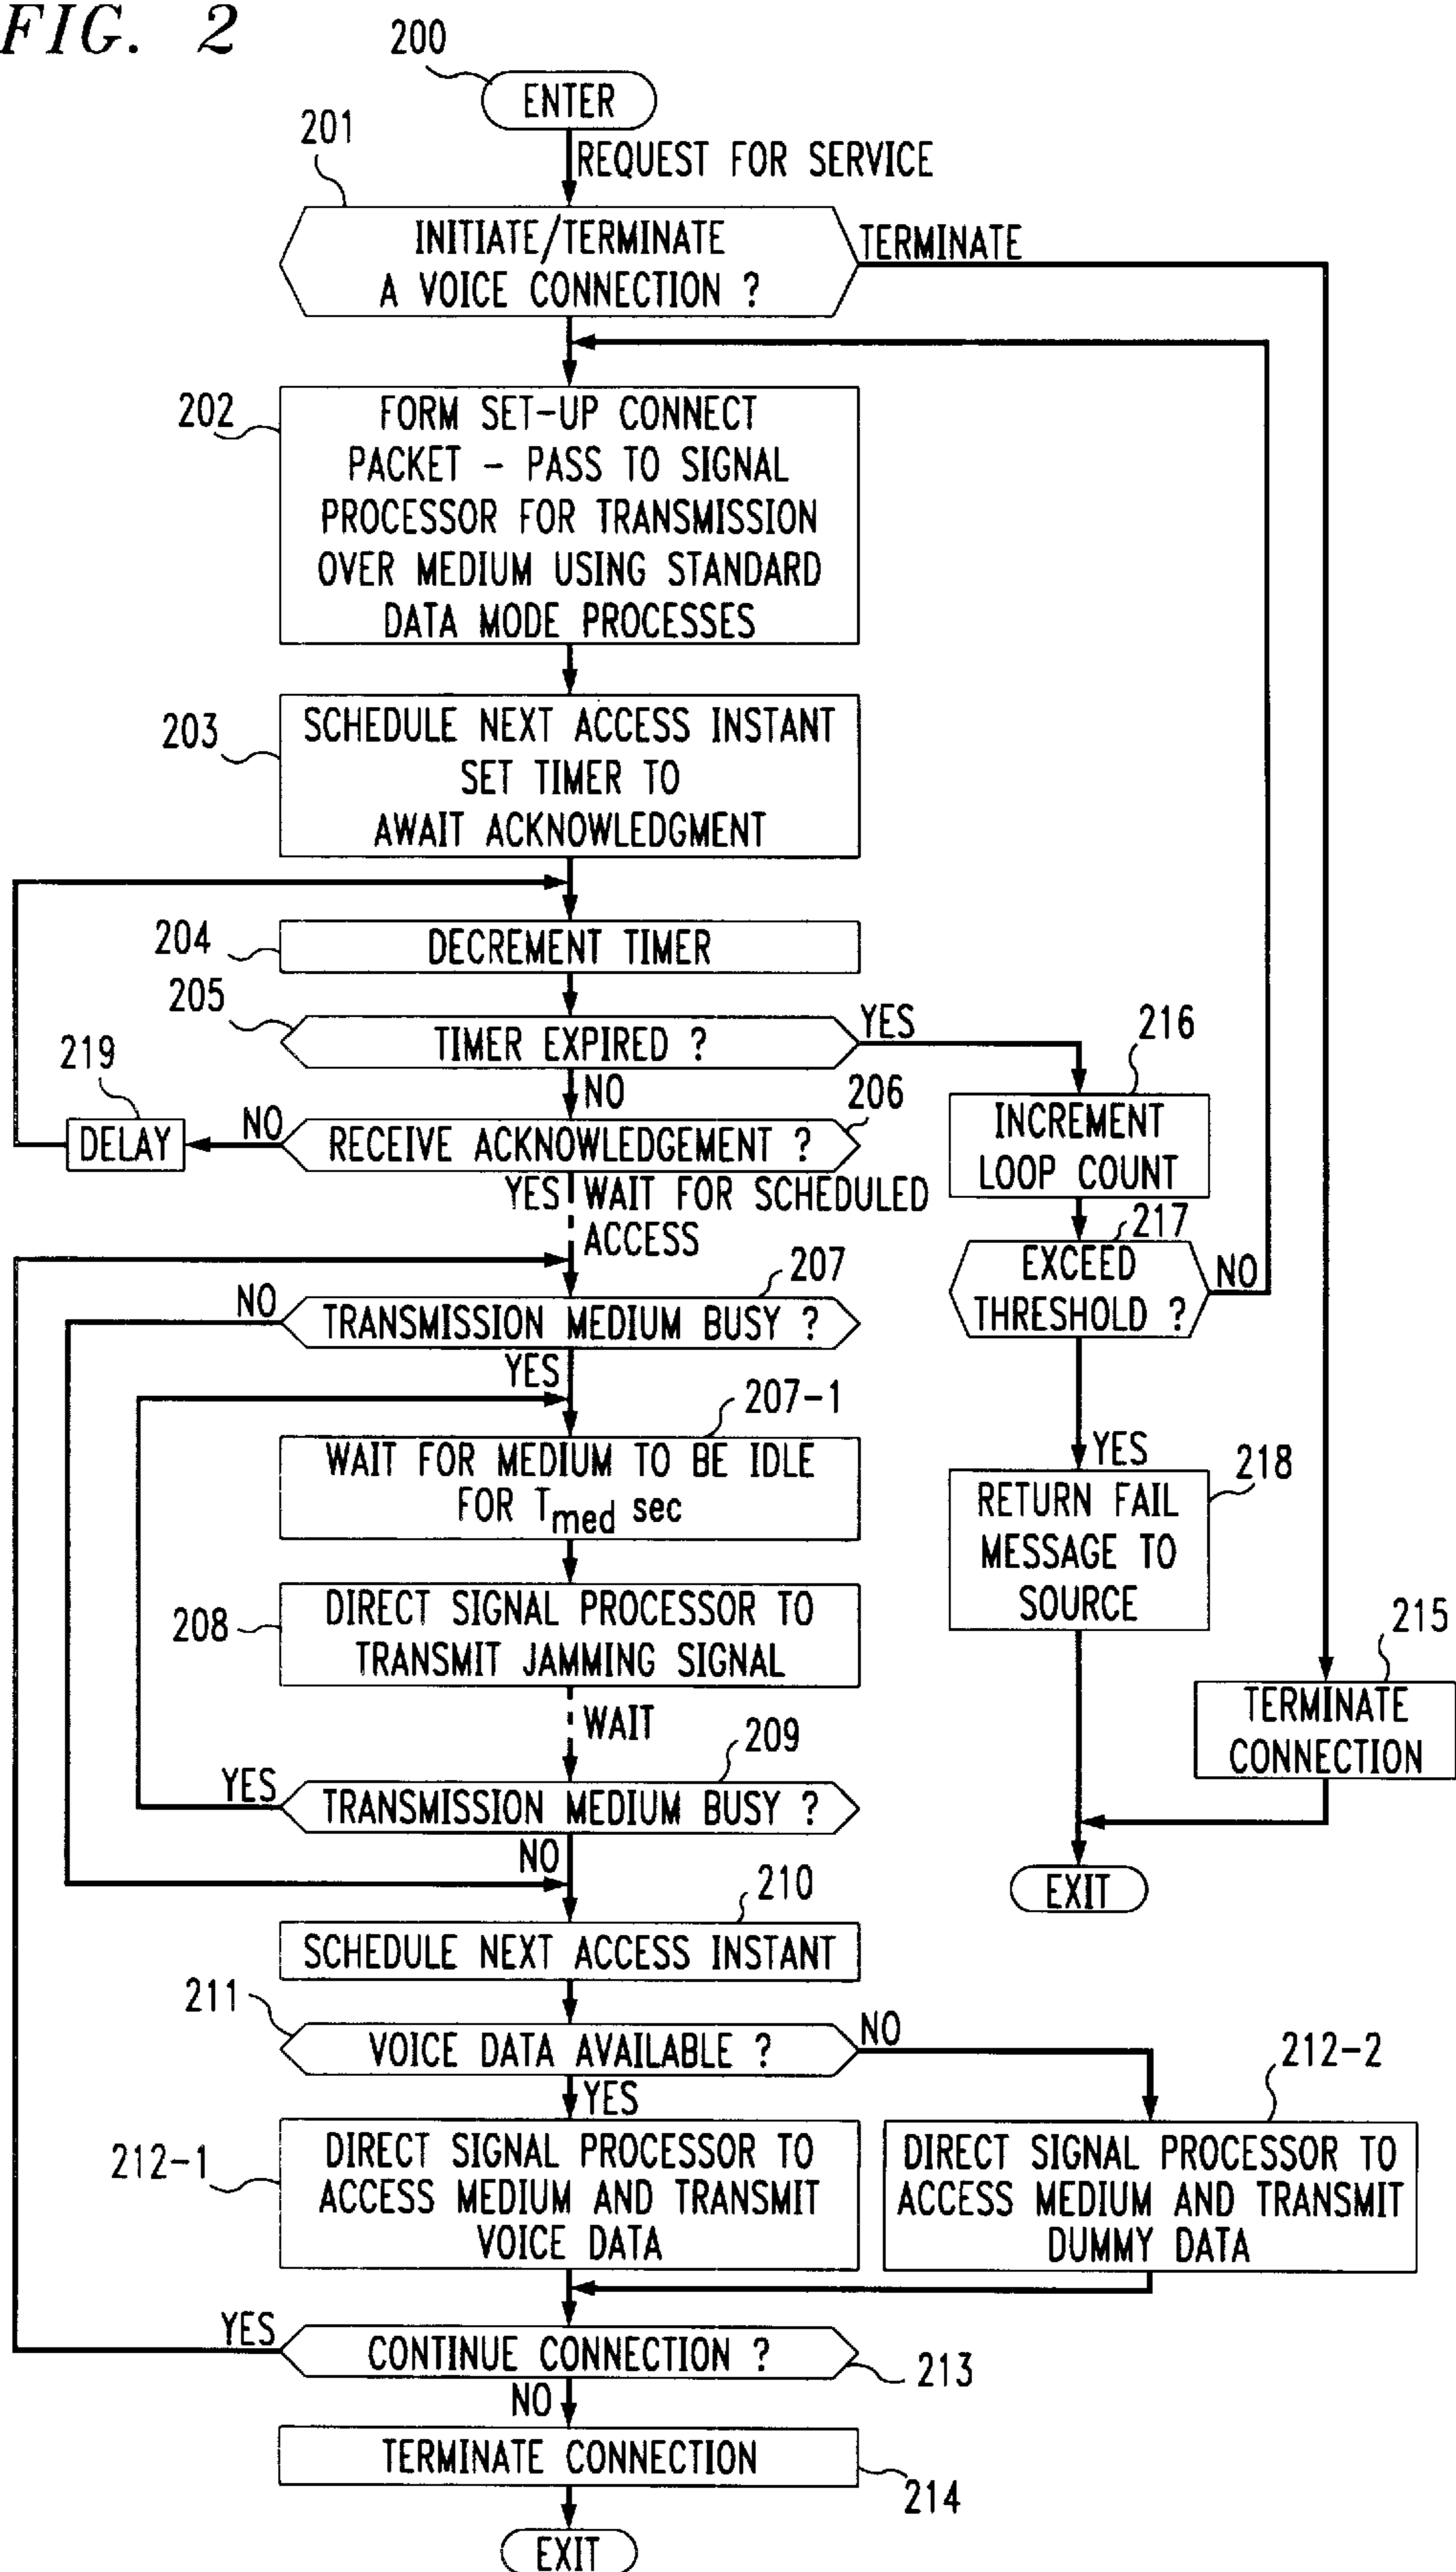 FIG. 2
200
ENTER
REQUEST FOR SERVICE
201
INITIATE/TERMINATE
A VOICE CONNECTION ?
TERMINATE
202
FORM SET-UP CONNECT
PACKET - PASS TO SIGNAL
PROCESSOR FOR TRANSMISSION
OVER MEDIUM USING STANDARD
DATA MODE PROCESSES
203
SCHEDULE NEXT ACCESS INSTANT
SET TIMER TO
AWAIT ACKNOWLEDGMENT
204
DECREMENT TIMER
205
TIMER EXPIRED ?
YES
NO
216
INCREMENT
LOOP COUNT
219
DELAY
NO
206
RECEIVE ACKNOWLEDGEMENT ?
YES
WAIT FOR SCHEDULED
ACCESS
217
EXCEED
THRESHOLD ?
NO
207
NO
TRANSMISSION MEDIUM BUSY ?
YES
207-1
WAIT FOR MEDIUM TO BE IDLE
FOR Tmed sec
YES
218
RETURN FAIL
MESSAGE TO
SOURCE
208
DIRECT SIGNAL PROCESSOR TO
TRANSMIT JAMMING SIGNAL
WAIT
215
TERMINATE
CONNECTION
209
YES
TRANSMISSION MEDIUM BUSY ?
NO
EXIT
210
SCHEDULE NEXT ACCESS INSTANT
211
VOICE DATA AVAILABLE ?
NO
YES
212-1
DIRECT SIGNAL PROCESSOR TO
ACCESS MEDIUM AND TRANSMIT
VOICE DATA
212-2
DIRECT SIGNAL PROCESSOR TO
ACCESS MEDIUM AND TRANSMIT
DUMMY DATA
YES
CONTINUE CONNECTION ?
213
NO
TERMINATE CONNECTION
214
EXIT